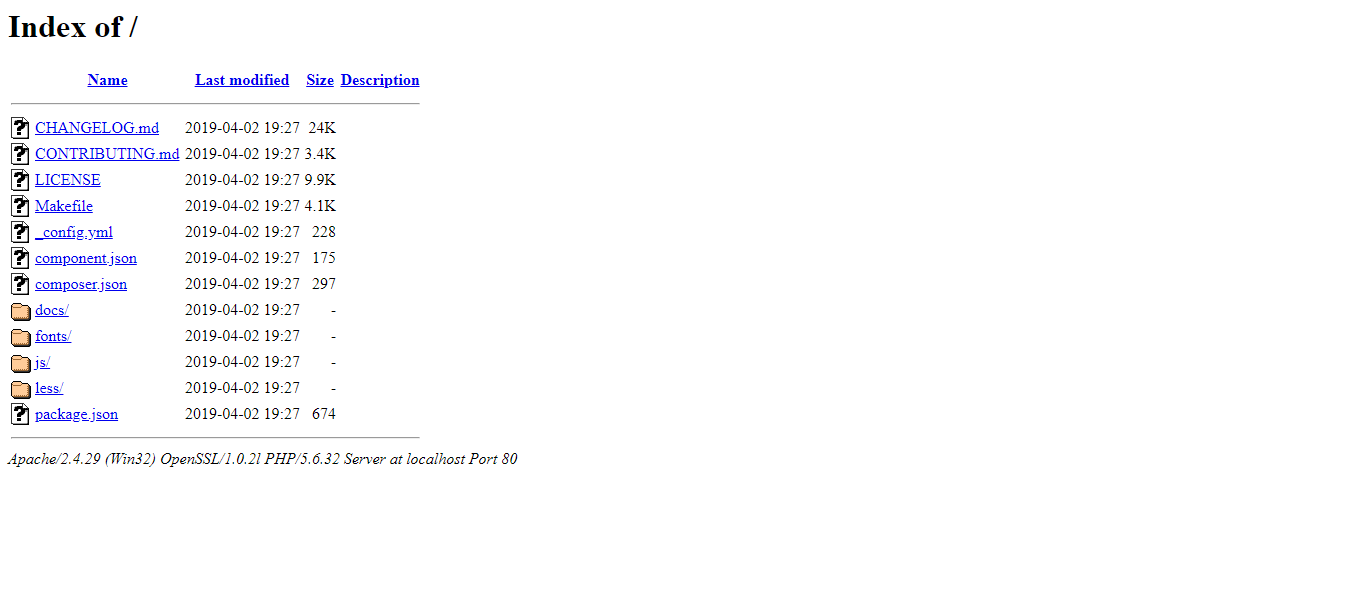 Index of /
Name Last modified Size Description
CHANGELOG.md 2019-04-02 19:27 24K
CONTRIBUTING.md 2019-04-02 19:27 3.4K
LICENSE 2019-04-02 19:27 9.9K
Makefile 2019-04-02 19:27 4.1K
_config.yml 2019-04-02 19:27 228
component.json 2019-04-02 19:27 175
composer.json 2019-04-02 19:27 297
docs/ 2019-04-02 19:27 -
fonts/ 2019-04-02 19:27 -
js/ 2019-04-02 19:27 -
less/ 2019-04-02 19:27 -
package.json 2019-04-02 19:27 674
Apache/2.4.29 (Win32) OpenSSL/1.0.2l PHP/5.6.32 Server at localhost Port 80